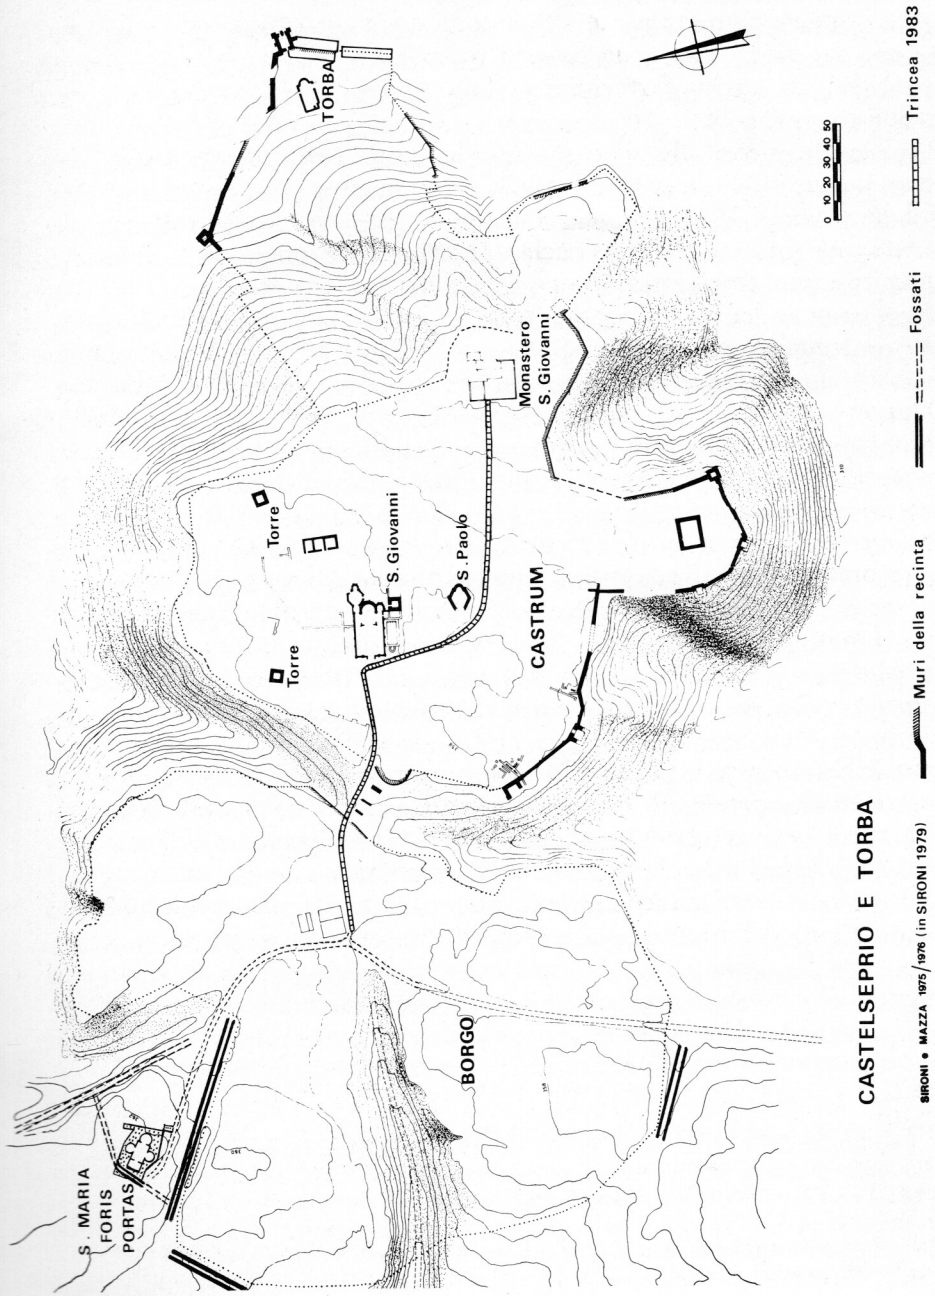 TORBA
Monastero
S. Giovanni
Torre
S. Giovanni
S. Paolo
Torre
CASTRUM
BORGO
S. MARIA
FORIS
PORTAS
310
CASTELSEPRIO E TORBA
SIRONI • MAZZA 1975/1976 (in SIRONI 1979)
Muri della recinta
Fossati
Trincea 1983
0 10 20 30 40 50